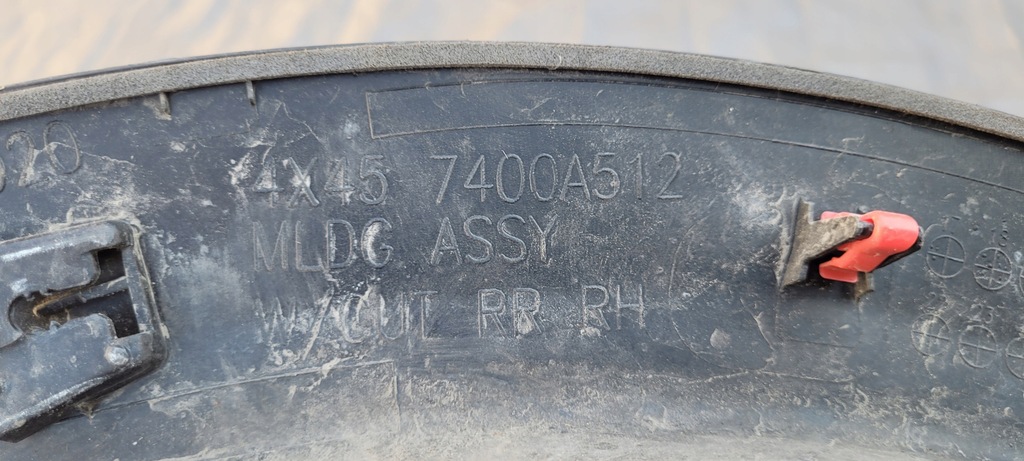 4X45 7400A512
MLDG ASSY
W/CUT RR RH